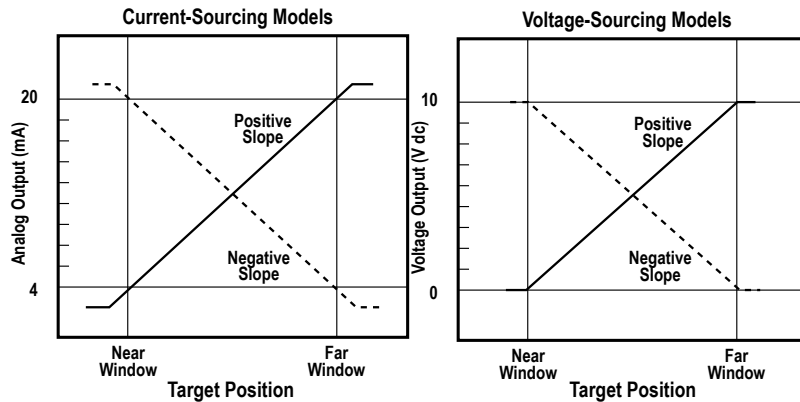 Current-Sourcing Models
20
4
Analog Output (mA)
Positive
Slope
Negative
Slope
Near
Window
Far
Window
Target Position
Voltage-Sourcing Models
10
0
Voltage Output (V dc)
Positive
Slope
Negative
Slope
Near
Window
Far
Window
Target Position